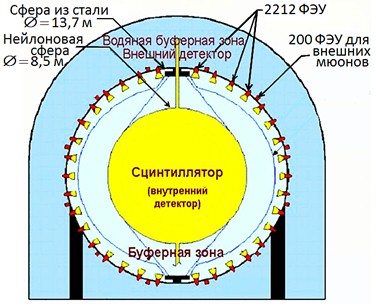 Сфера из стали
Ø=13,7 м
Нейлоновая
сфера
Ø=8,5 м
Водяная буферная зона
Внешний детектор
2212 ФЭУ
200 ФЭУ для
внешних
мюонов
Сцинтиллятор
(внутренний
детектор)
Буферная зона